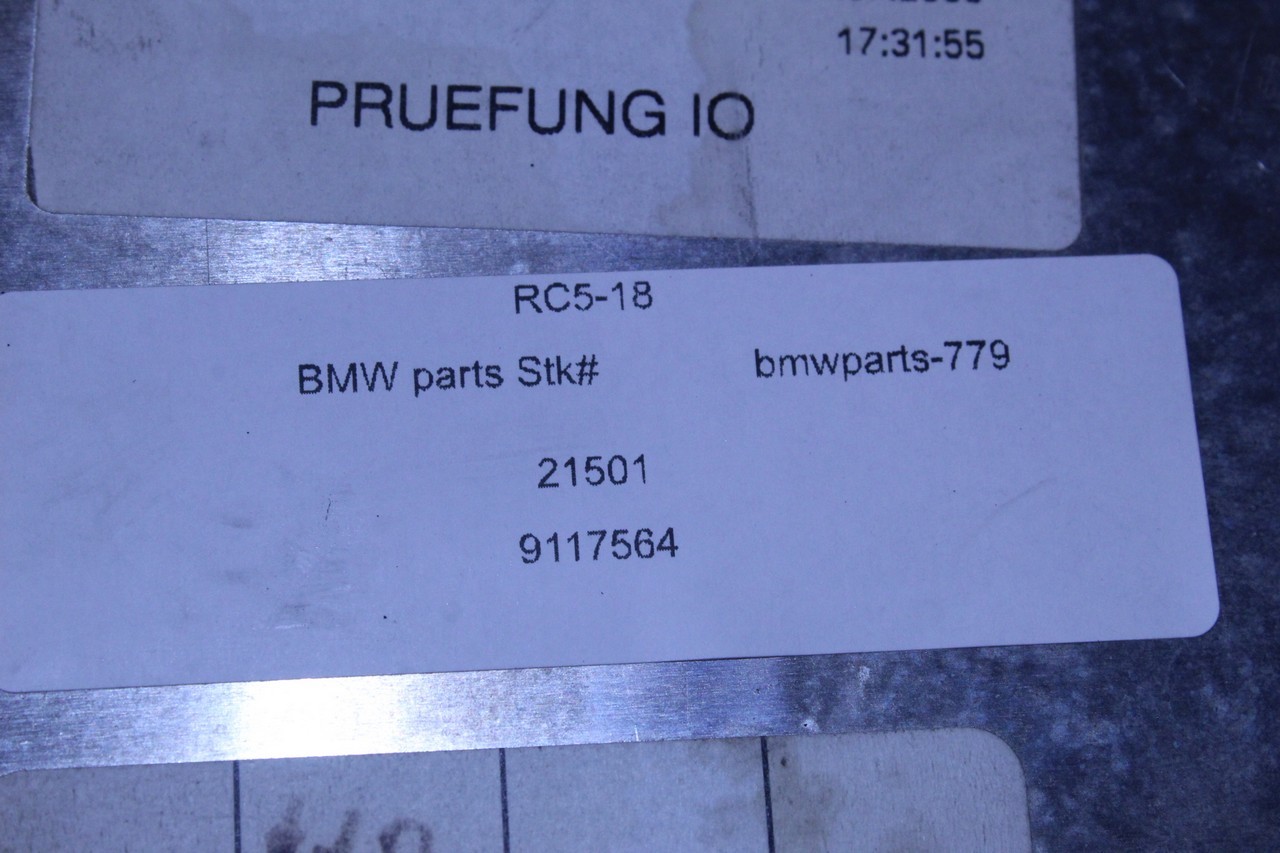 17:31:55
PRUEFUNG IO
RC5-18
BMW parts Stk# bmwparts-779
21501
9117564